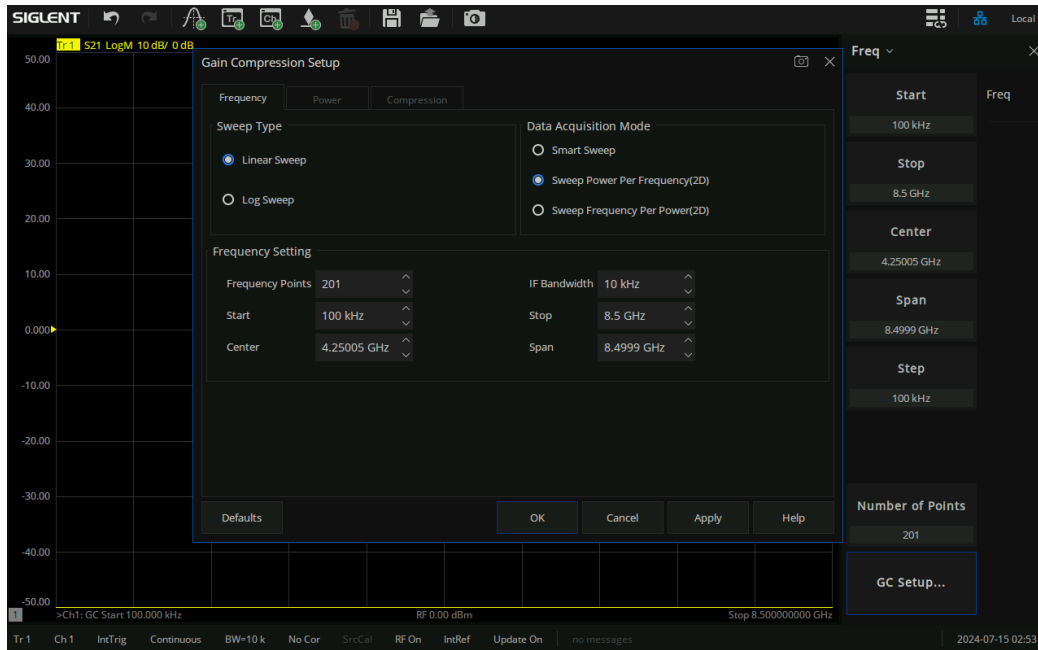 SIGLENT Tr Ch Local
Tr 1 S21 LogM 10 dB/ 0 dB
50.00
40.00
30.00
20.00
10.00
0.000
-10.00
-20.00
-30.00
-40.00
-50.00
Gain Compression Setup
Frequency Power Compression
Sweep Type
Linear Sweep
Log Sweep
Data Acquisition Mode
Smart Sweep
Sweep Power Per Frequency(2D)
Sweep Frequency Per Power(2D)
Frequency Setting
Frequency Points 201 IF Bandwidth 10 kHz
Start 100 kHz Stop 8.5 GHz
Center 4.25005 GHz Span 8.4999 GHz
Defaults OK Cancel Apply Help
Freq
Start
100 kHz
Stop
8.5 GHz
Center
4.25005 GHz
Span
8.4999 GHz
Step
100 kHz
Number of Points
201
GC Setup...
Freq
1 >Ch1: GC Start 100.000 kHz RF 0.00 dBm Stop 8.500000000 GHz
Tr 1 Ch 1 IntTrig Continuous BW=10 k No Cor SrcCal RF On IntRef Update On no messages 2024-07-15 02:53